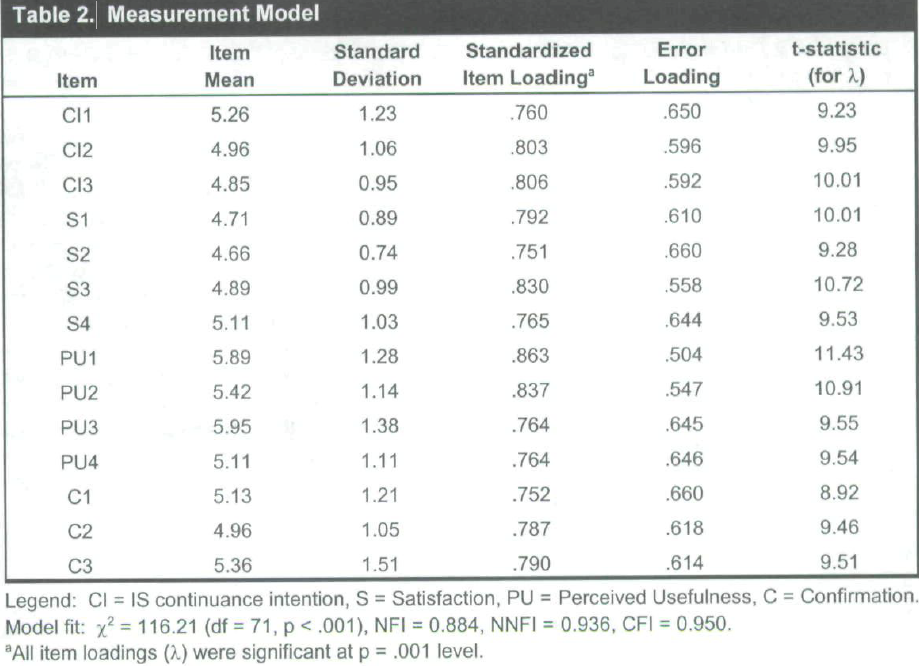 Table 2. Measurement Model
Item Item Mean Standard Deviation Standardized Item Loadingᵃ Error Loading t-statistic (for λ)
CI1 5.26 1.23 .760 .650 9.23
CI2 4.96 1.06 .803 .596 9.95
CI3 4.85 0.95 .806 .592 10.01
S1 4.71 0.89 .792 .610 10.01
S2 4.66 0.74 .751 .660 9.28
S3 4.89 0.99 .830 .558 10.72
S4 5.11 1.03 .765 .644 9.53
PU1 5.89 1.28 .863 .504 11.43
PU2 5.42 1.14 .837 .547 10.91
PU3 5.95 1.38 .764 .645 9.55
PU4 5.11 1.11 .764 .646 9.54
C1 5.13 1.21 .752 .660 8.92
C2 4.96 1.05 .787 .618 9.46
C3 5.36 1.51 .790 .614 9.51
Legend: CI = IS continuance intention, S = Satisfaction, PU = Perceived Usefulness, C = Confirmation.
Model fit: χ² = 116.21 (df = 71, p < .001), NFI = 0.884, NNFI = 0.936, CFI = 0.950.
ᵃAll item loadings (λ) were significant at p = .001 level.